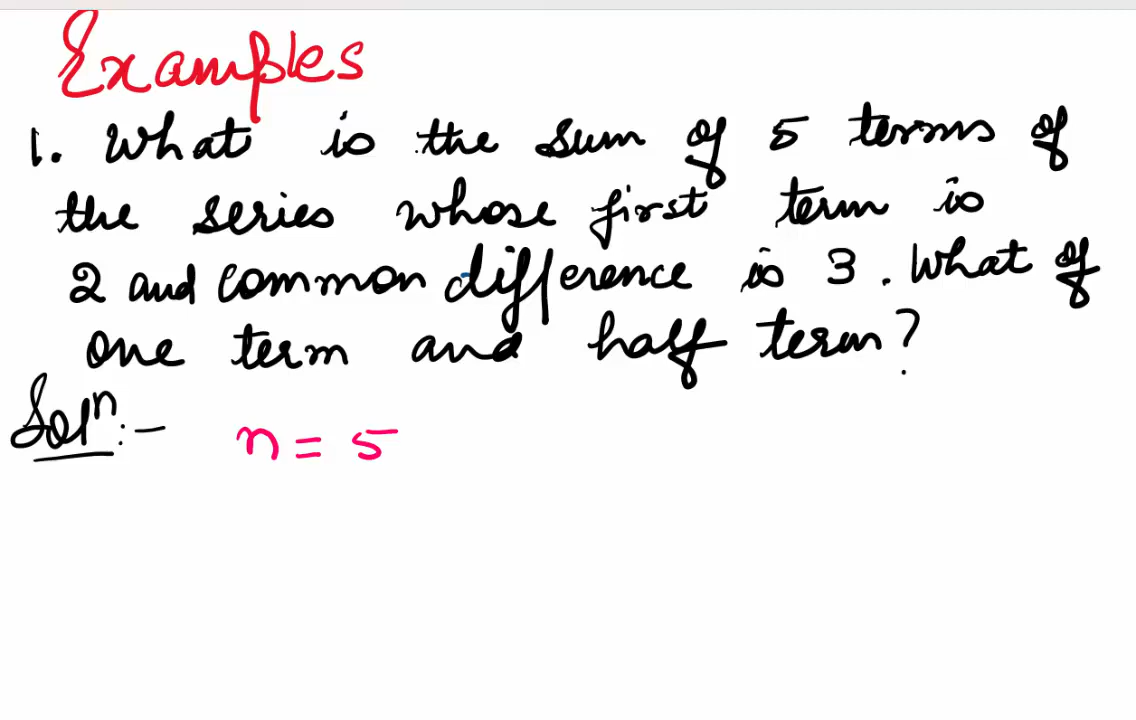 Examples
1. What is the sum of 5 terms of
the series whose first term is
2 and common difference is 3. What of
one term and half term?
Solⁿ:-
n = 5